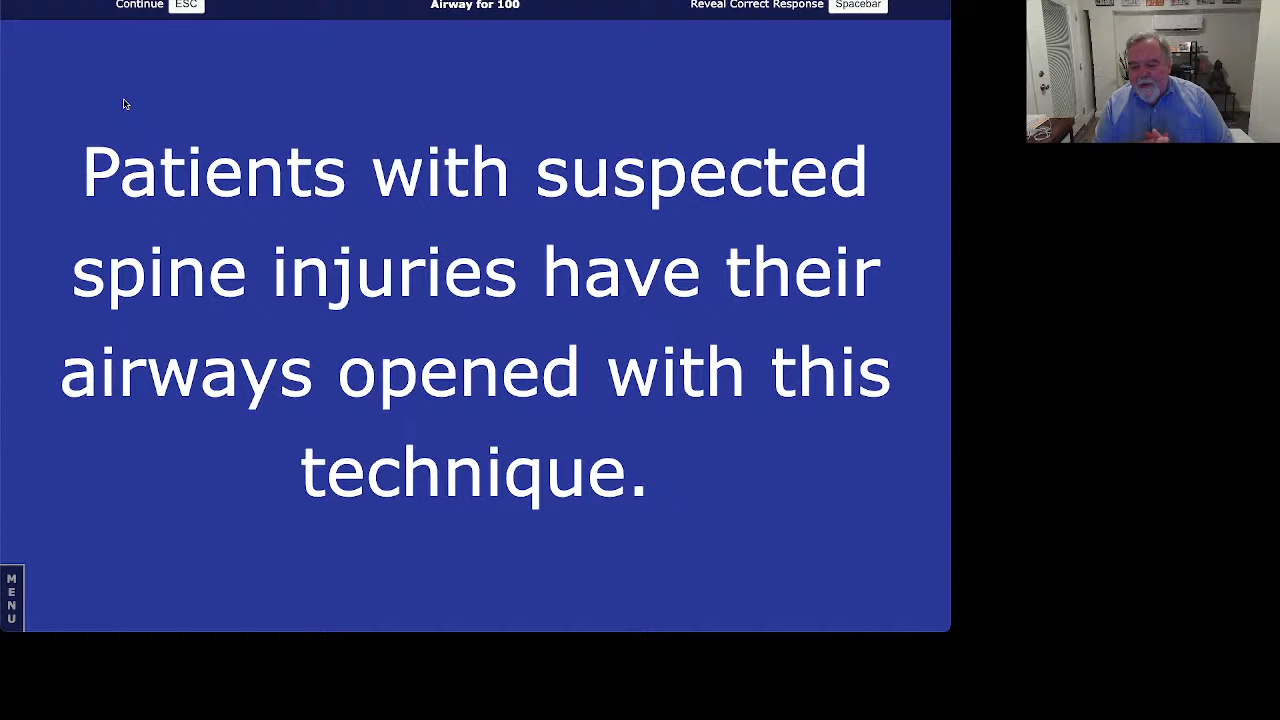 Continue ESC Airway for 100 Reveal Correct Response Spacebar
Patients with suspected
spine injuries have their
airways opened with this
technique.
MENU